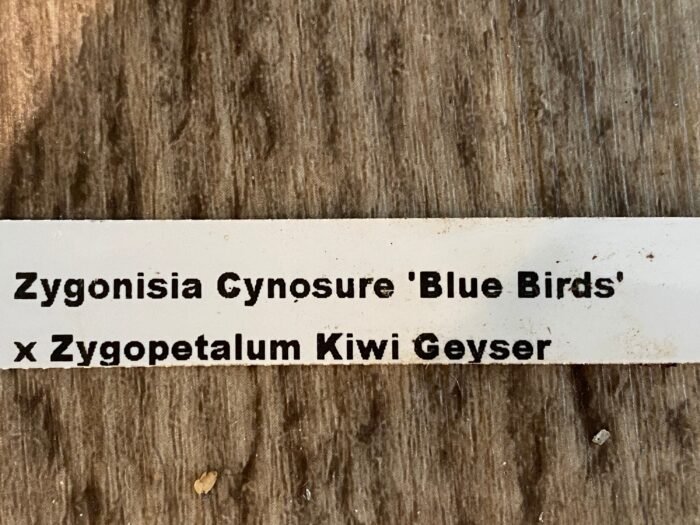 Zygonisia Cynosure 'Blue Birds'
x Zygopetalum Kiwi Geyser